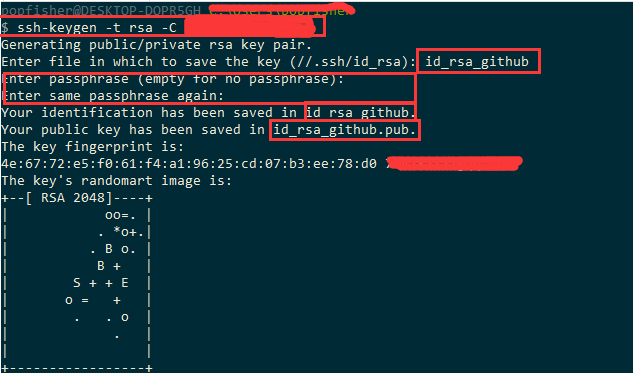 popfisher@DESKTOP-DOPR5GH
$ ssh-keygen -t rsa -C
Generating public/private rsa key pair.
Enter file in which to save the key (//.ssh/id_rsa): id_rsa_github
Enter passphrase (empty for no passphrase):
Enter same passphrase again:
Your identification has been saved in id_rsa_github.
Your public key has been saved in id_rsa_github.pub.
The key fingerprint is:
4e:67:72:e5:f0:61:f4:a1:96:25:cd:07:b3:ee:78:d0
The key's randomart image is:
+--[ RSA 2048]----+
|             oo=. |
|            . *o+.|
|           . B o. |
|            B +   |
|         S + + E  |
|        o =   +   |
|         .   . o  |
|              .   |
|                  |
+-----------------+